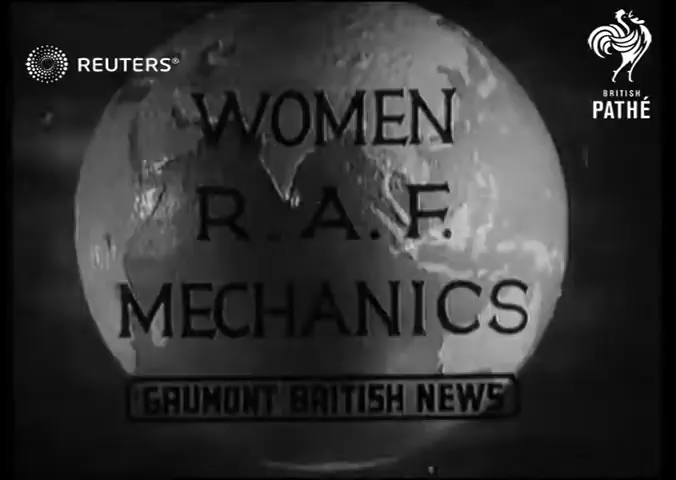 REUTERS®
BRITISH
PATHÉ
WOMEN
R.A.F.
MECHANICS
GAUMONT BRITISH NEWS